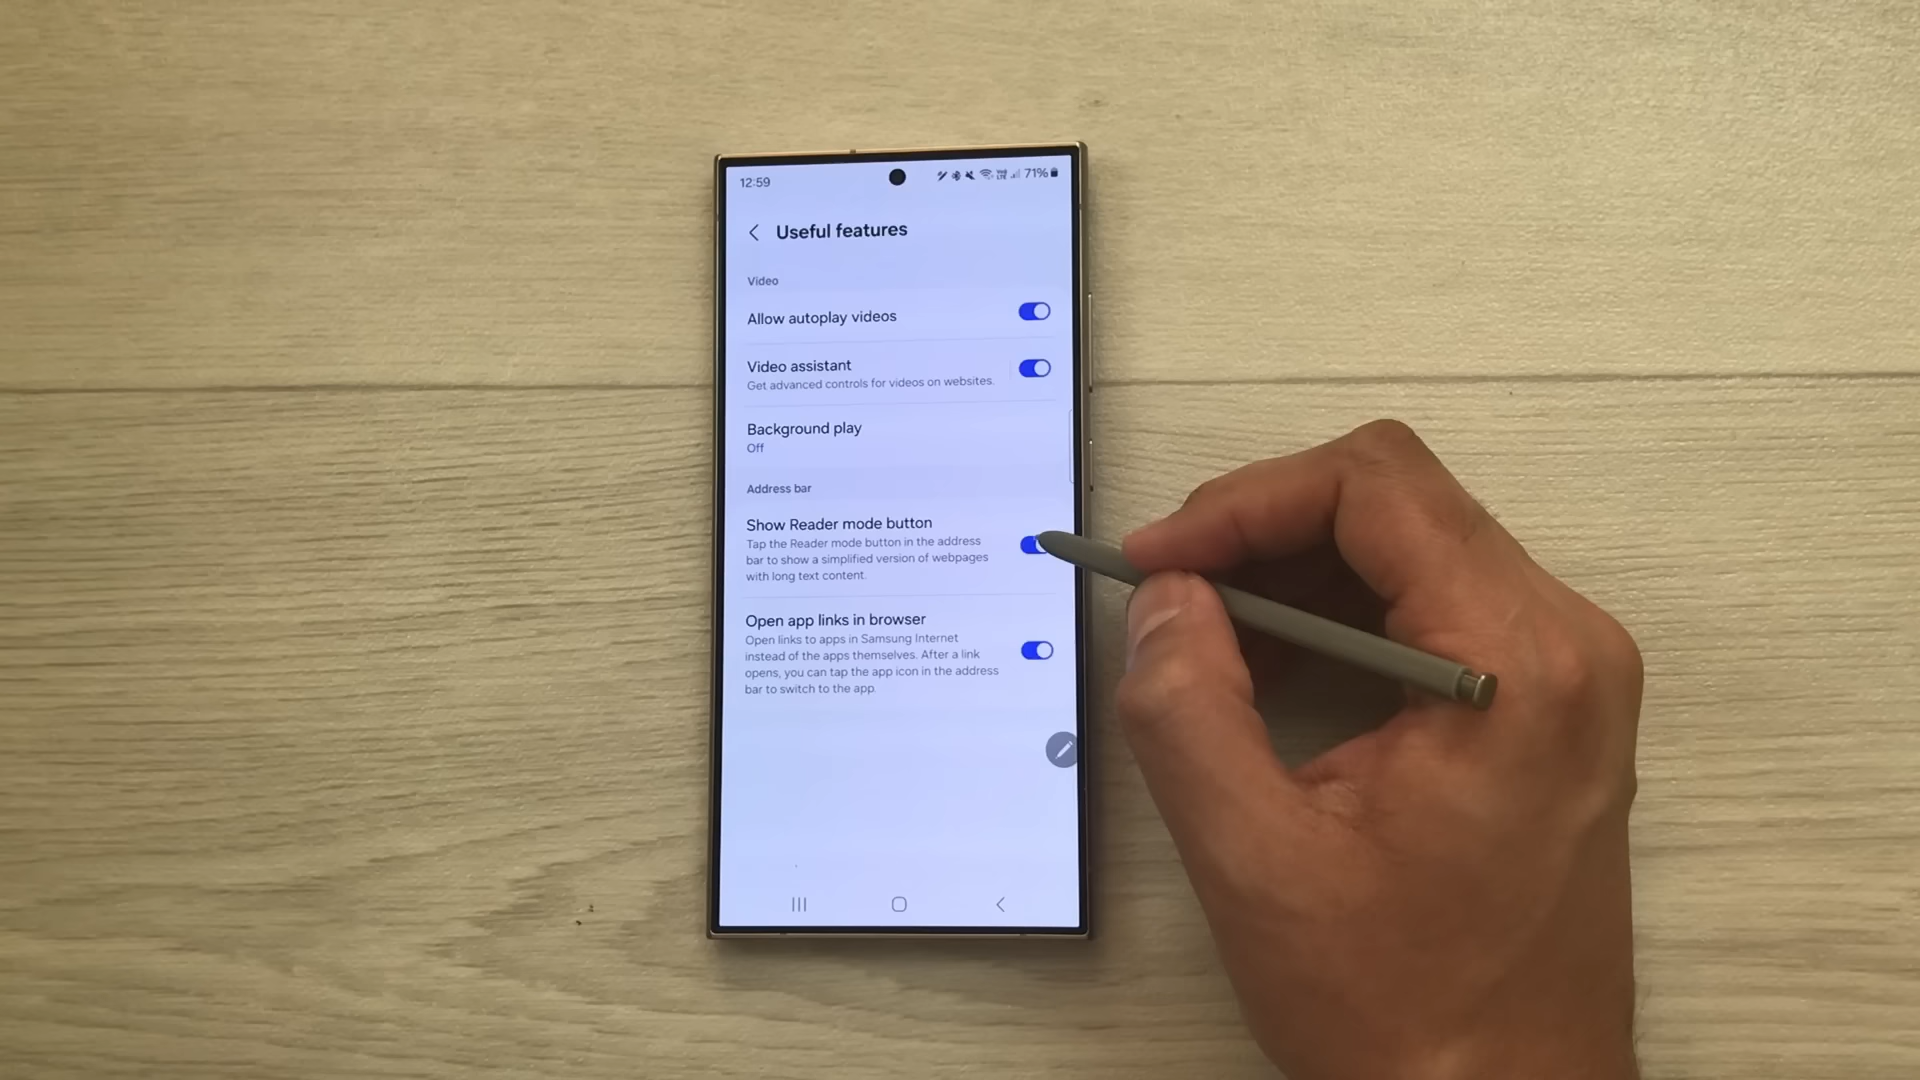 12:59
Vo)) LTE 71%
Useful features
Video
Allow autoplay videos
Video assistant
Get advanced controls for videos on websites.
Background play
Off
Address bar
Show Reader mode button
Tap the Reader mode button in the address
bar to show a simplified version of webpages
with long text content.
Open app links in browser
Open links to apps in Samsung Internet
instead of the apps themselves. After a link
opens, you can tap the app icon in the address
bar to switch to the app.